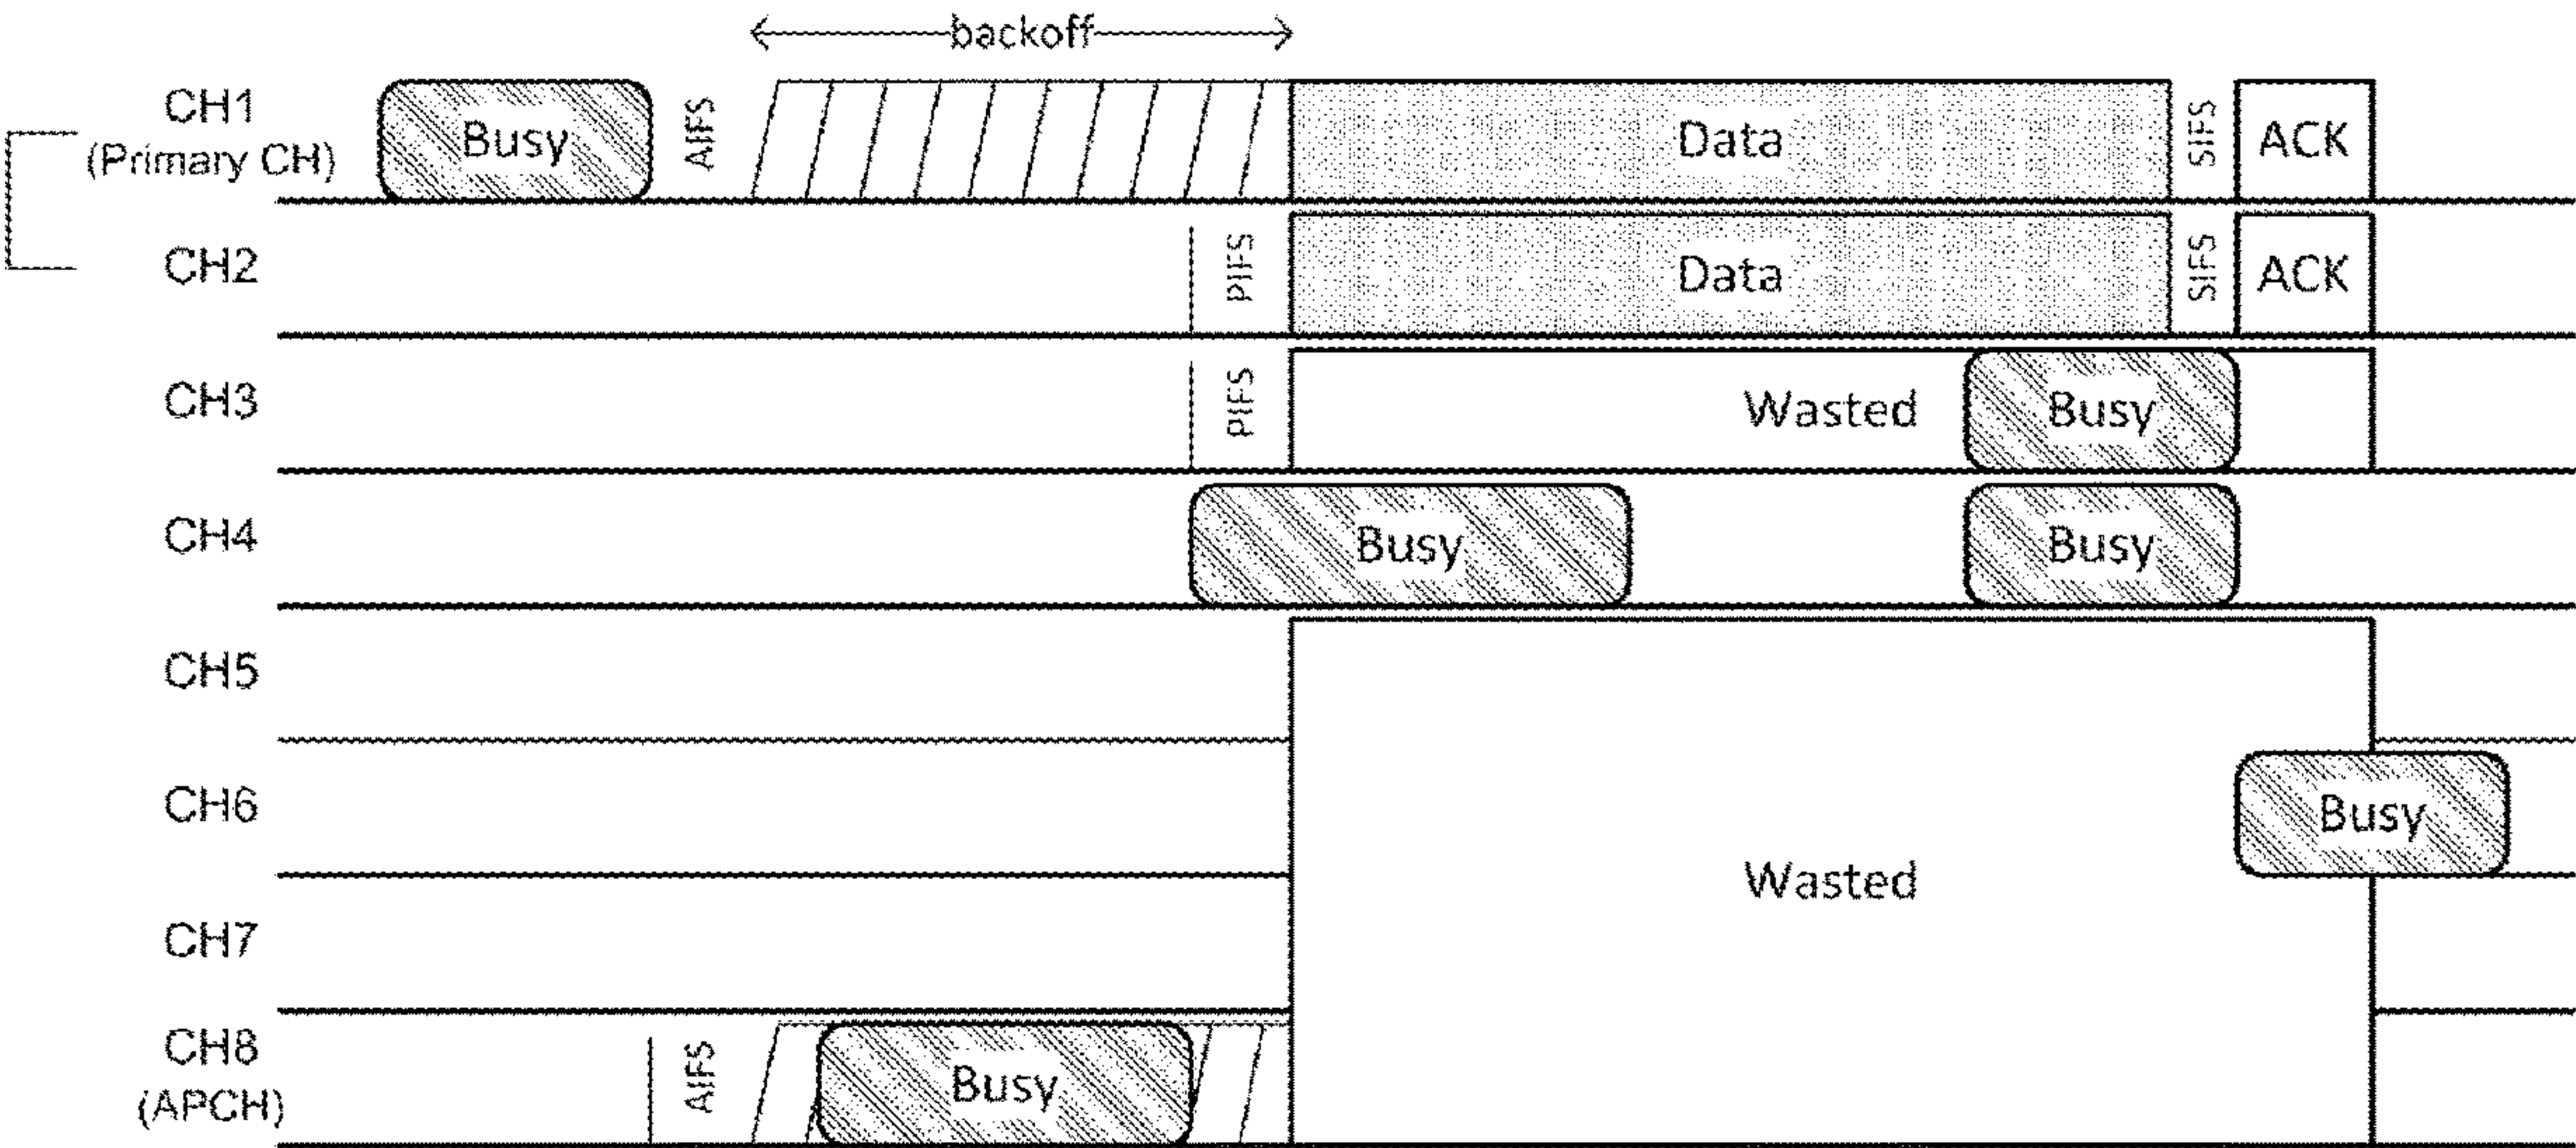 backoff
CH1
(Primary CH)
Busy
AIFS
Data
SIFS
ACK
CH2
PIFS
Data
SIFS
ACK
CH3
PIFS
Wasted
Busy
CH4
Busy
Busy
CH5
CH6
Busy
Wasted
CH7
CH8
(APCH)
AIFS
Busy